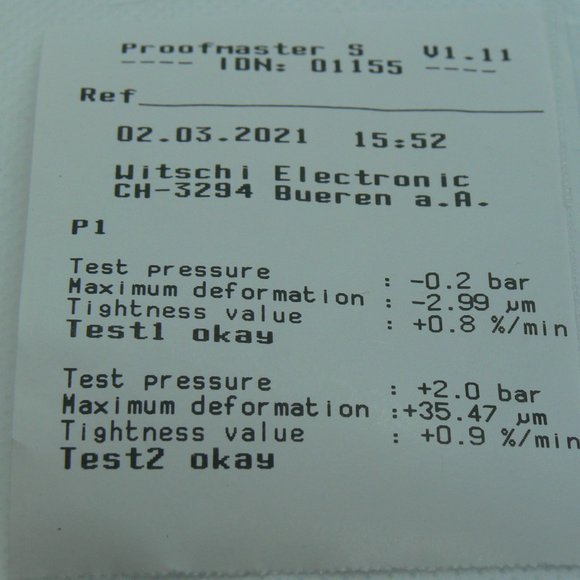 Proofmaster S V1.11
---- IDN: 01155 ----
Ref
02.03.2021 15:52
Witschi Electronic
CH-3294 Bueren a.A.
P1
Test pressure : -0.2 bar
Maximum deformation : -2.99 µm
Tightness value : +0.8 %/min
Test1 okay
Test pressure : +2.0 bar
Maximum deformation :+35.47 µm
Tightness value : +0.9 %/min
Test2 okay